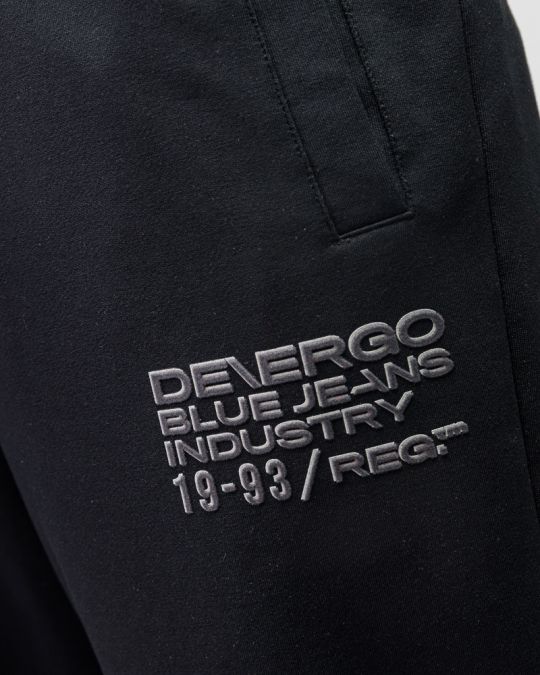 DEVERGO
BLUE JEANS
INDUSTRY
19-93 / REG.